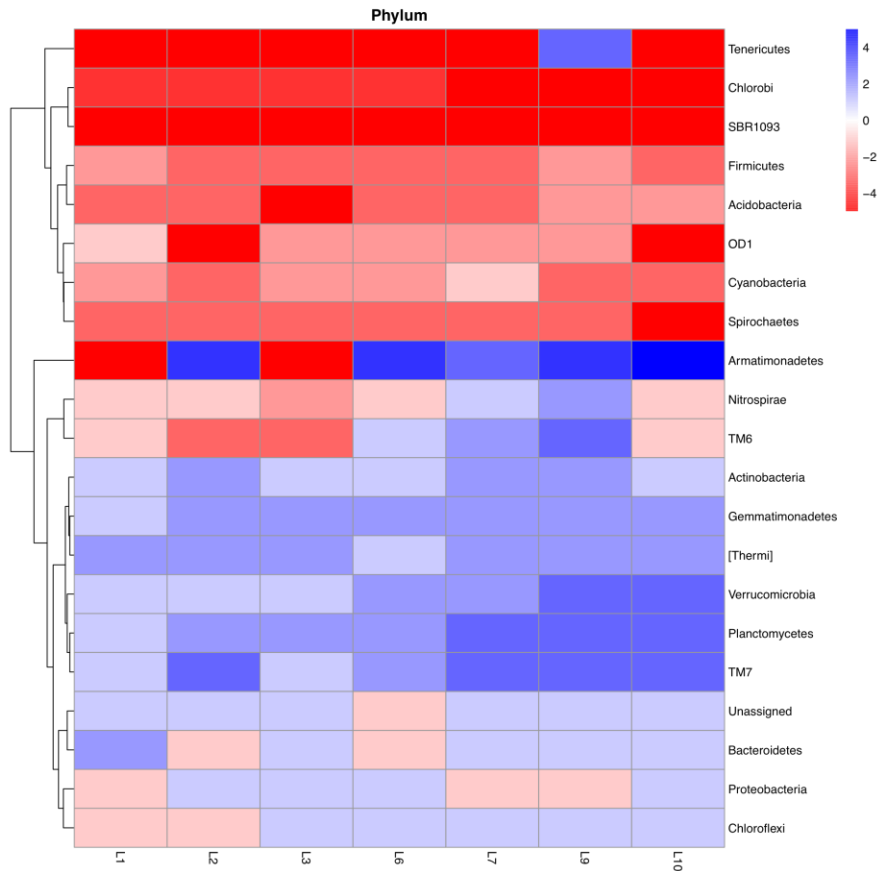 Phylum
Tenericutes
Chlorobi
SBR1093
Firmicutes
Acidobacteria
OD1
Cyanobacteria
Spirochaetes
Armatimonadetes
Nitrospirae
TM6
Actinobacteria
Gemmatimonadetes
[Thermi]
Verrucomicrobia
Planctomycetes
TM7
Unassigned
Bacteroidetes
Proteobacteria
Chloroflexi
4
2
0
−2
−4
L1
L2
L3
L6
L7
L9
L10